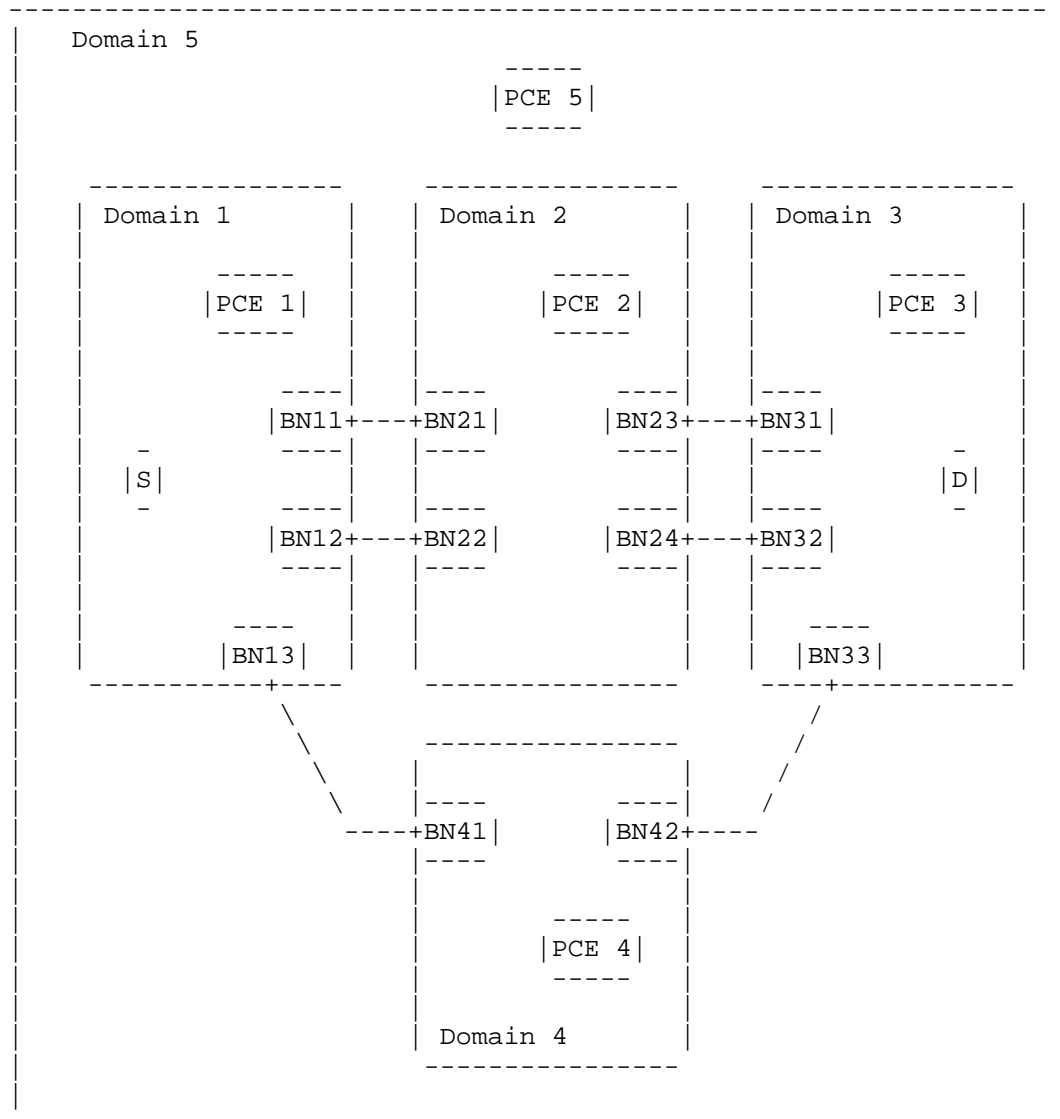 Domain 5
PCE 5
Domain 1 Domain 2 Domain 3
PCE 1 PCE 2 PCE 3
BN11 BN21 BN23 BN31
S D
BN12 BN22 BN24 BN32
BN13 BN33
BN41 BN42
PCE 4
Domain 4